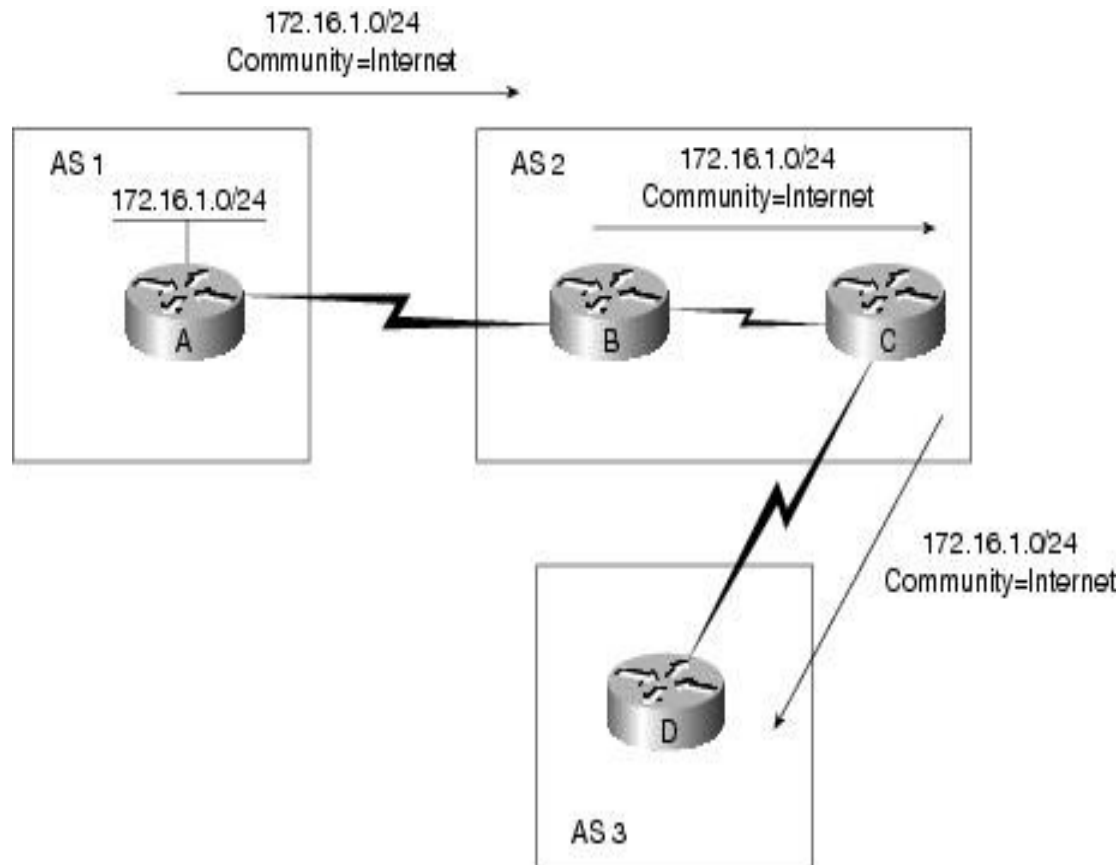 172.16.1.0/24
Community=Internet
AS 1
172.16.1.0/24
A
AS 2
172.16.1.0/24
Community=Internet
B
C
172.16.1.0/24
Community=Internet
D
AS 3